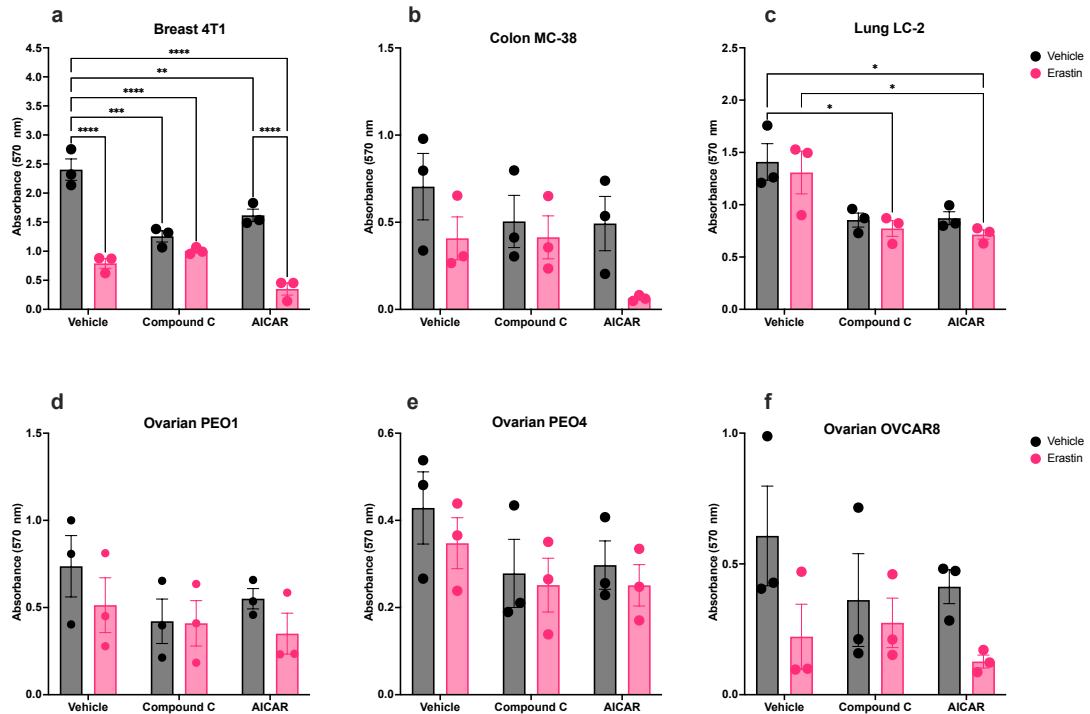 a
Breast 4T1
4.5
4.0
3.5
3.0
2.5
2.0
1.5
1.0
0.5
0.0
Absorbance (570 nm)
****
**
****
***
****
****
Vehicle Compound C AICAR
b
Colon MC-38
1.5
1.0
0.5
0.0
Absorbance (570 nm)
Vehicle Compound C AICAR
c
Lung LC-2
2.5
2.0
1.5
1.0
0.5
0.0
Absorbance (570 nm)
*
*
*
Vehicle Compound C AICAR
Vehicle
Erastin
d
Ovarian PEO1
1.5
1.0
0.5
0.0
Absorbance (570 nm)
Vehicle Compound C AICAR
e
Ovarian PEO4
0.6
0.4
0.2
0.0
Absorbance (570 nm)
Vehicle Compound C AICAR
f
Ovarian OVCAR8
1.0
0.5
0.0
Absorbance (570 nm)
Vehicle Compound C AICAR
Vehicle
Erastin